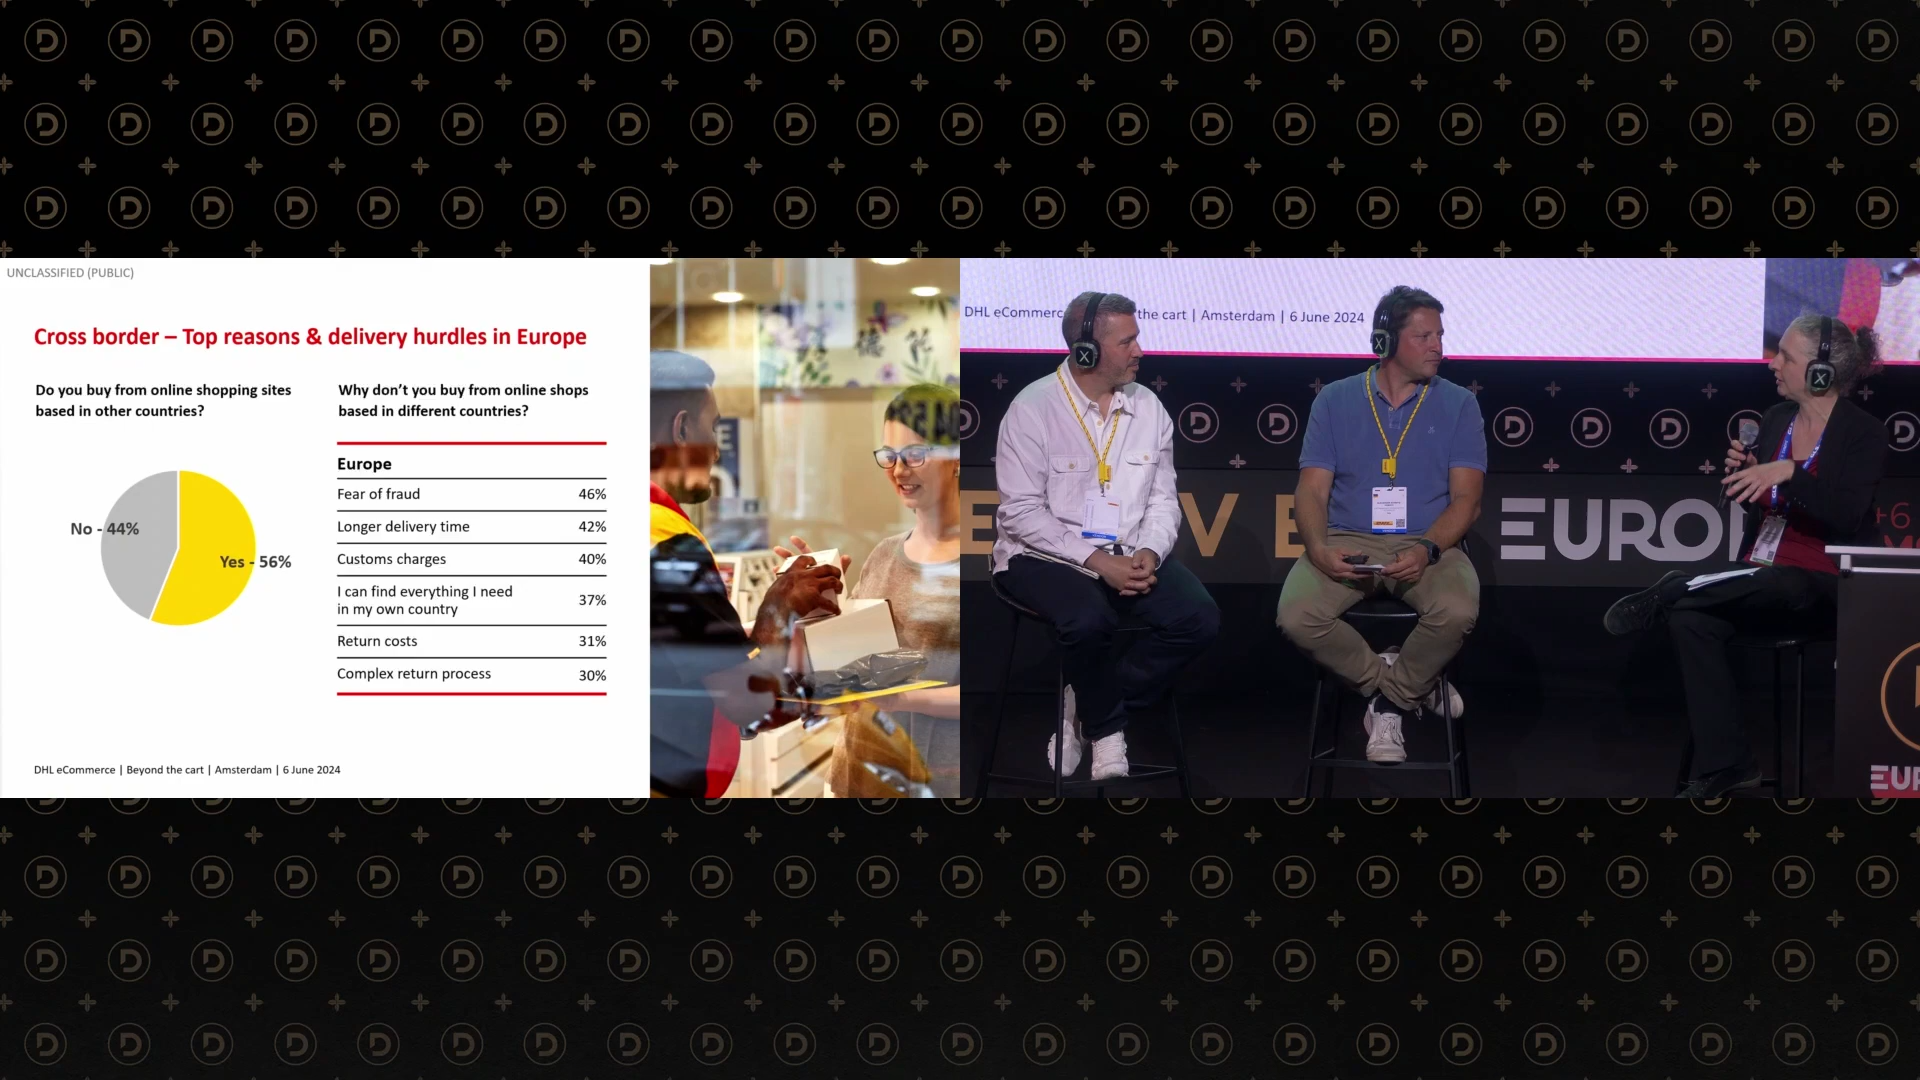 UNCLASSIFIED (PUBLIC)
Cross border – Top reasons & delivery hurdles in Europe
Do you buy from online shopping sites
based in other countries?
No - 44%
Yes - 56%
Why don't you buy from online shops
based in different countries?
Europe
Fear of fraud 46%
Longer delivery time 42%
Customs charges 40%
I can find everything I need
in my own country 37%
Return costs 31%
Complex return process 30%
DHL eCommerce | Beyond the cart | Amsterdam | 6 June 2024
DHL eCommerc the cart | Amsterdam | 6 June 2024
E V E EURO
+6
EUR